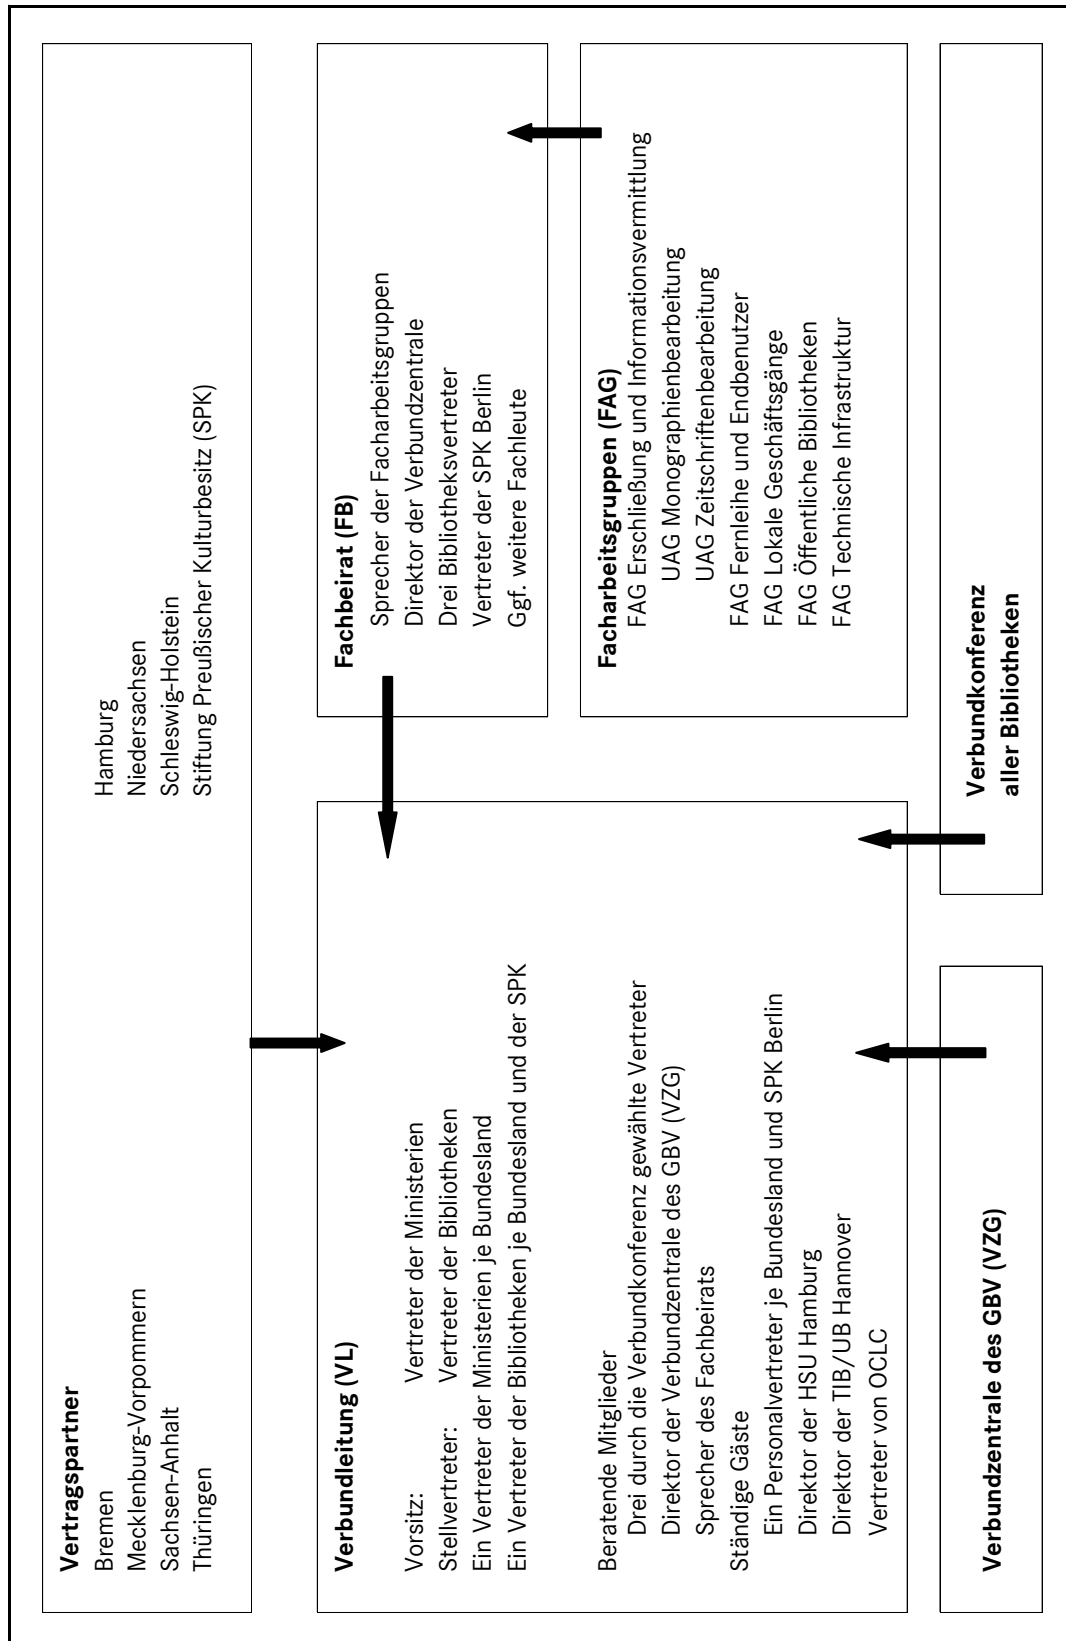 Vertragspartner
Bremen
Mecklenburg-Vorpommern
Sachsen-Anhalt
Thüringen
Hamburg
Niedersachsen
Schleswig-Holstein
Stiftung Preußischer Kulturbesitz (SPK)
Verbundleitung (VL)
Vorsitz: Vertreter der Ministerien
Stellvertreter: Vertreter der Bibliotheken
Ein Vertreter der Ministerien je Bundesland
Ein Vertreter der Bibliotheken je Bundesland und der SPK
Beratende Mitglieder
Drei durch die Verbundkonferenz gewählte Vertreter
Direktor der Verbundzentrale des GBV (VZG)
Sprecher des Fachbeirats
Ständige Gäste
Ein Personalvertreter je Bundesland und SPK Berlin
Direktor der HSU Hamburg
Direktor der TIB/UB Hannover
Vertreter von OCLC
Fachbeirat (FB)
Sprecher der Facharbeitsgruppen
Direktor der Verbundzentrale
Drei Bibliotheksvertreter
Vertreter der SPK Berlin
Ggf. weitere Fachleute
Facharbeitsgruppen (FAG)
FAG Erschließung und Informationsvermittlung
UAG Monographienbearbeitung
UAG Zeitschriftenbearbeitung
FAG Fernleihe und Endbenutzer
FAG Lokale Geschäftsgänge
FAG Öffentliche Bibliotheken
FAG Technische Infrastruktur
Verbundzentrale des GBV (VZG)
Verbundkonferenz
aller Bibliotheken